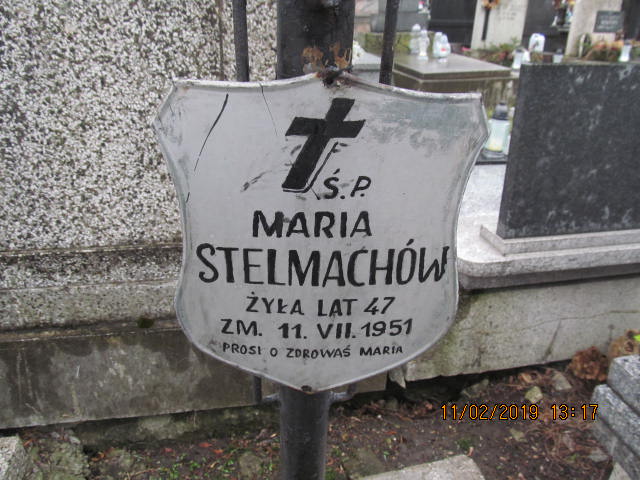 Ś.P.
MARIA
STELMACHÓW
ŻYŁA LAT 47
ZM. 11. VII. 1951
PROSI O ZDROWAŚ MARIA
11/02/2019 13:17